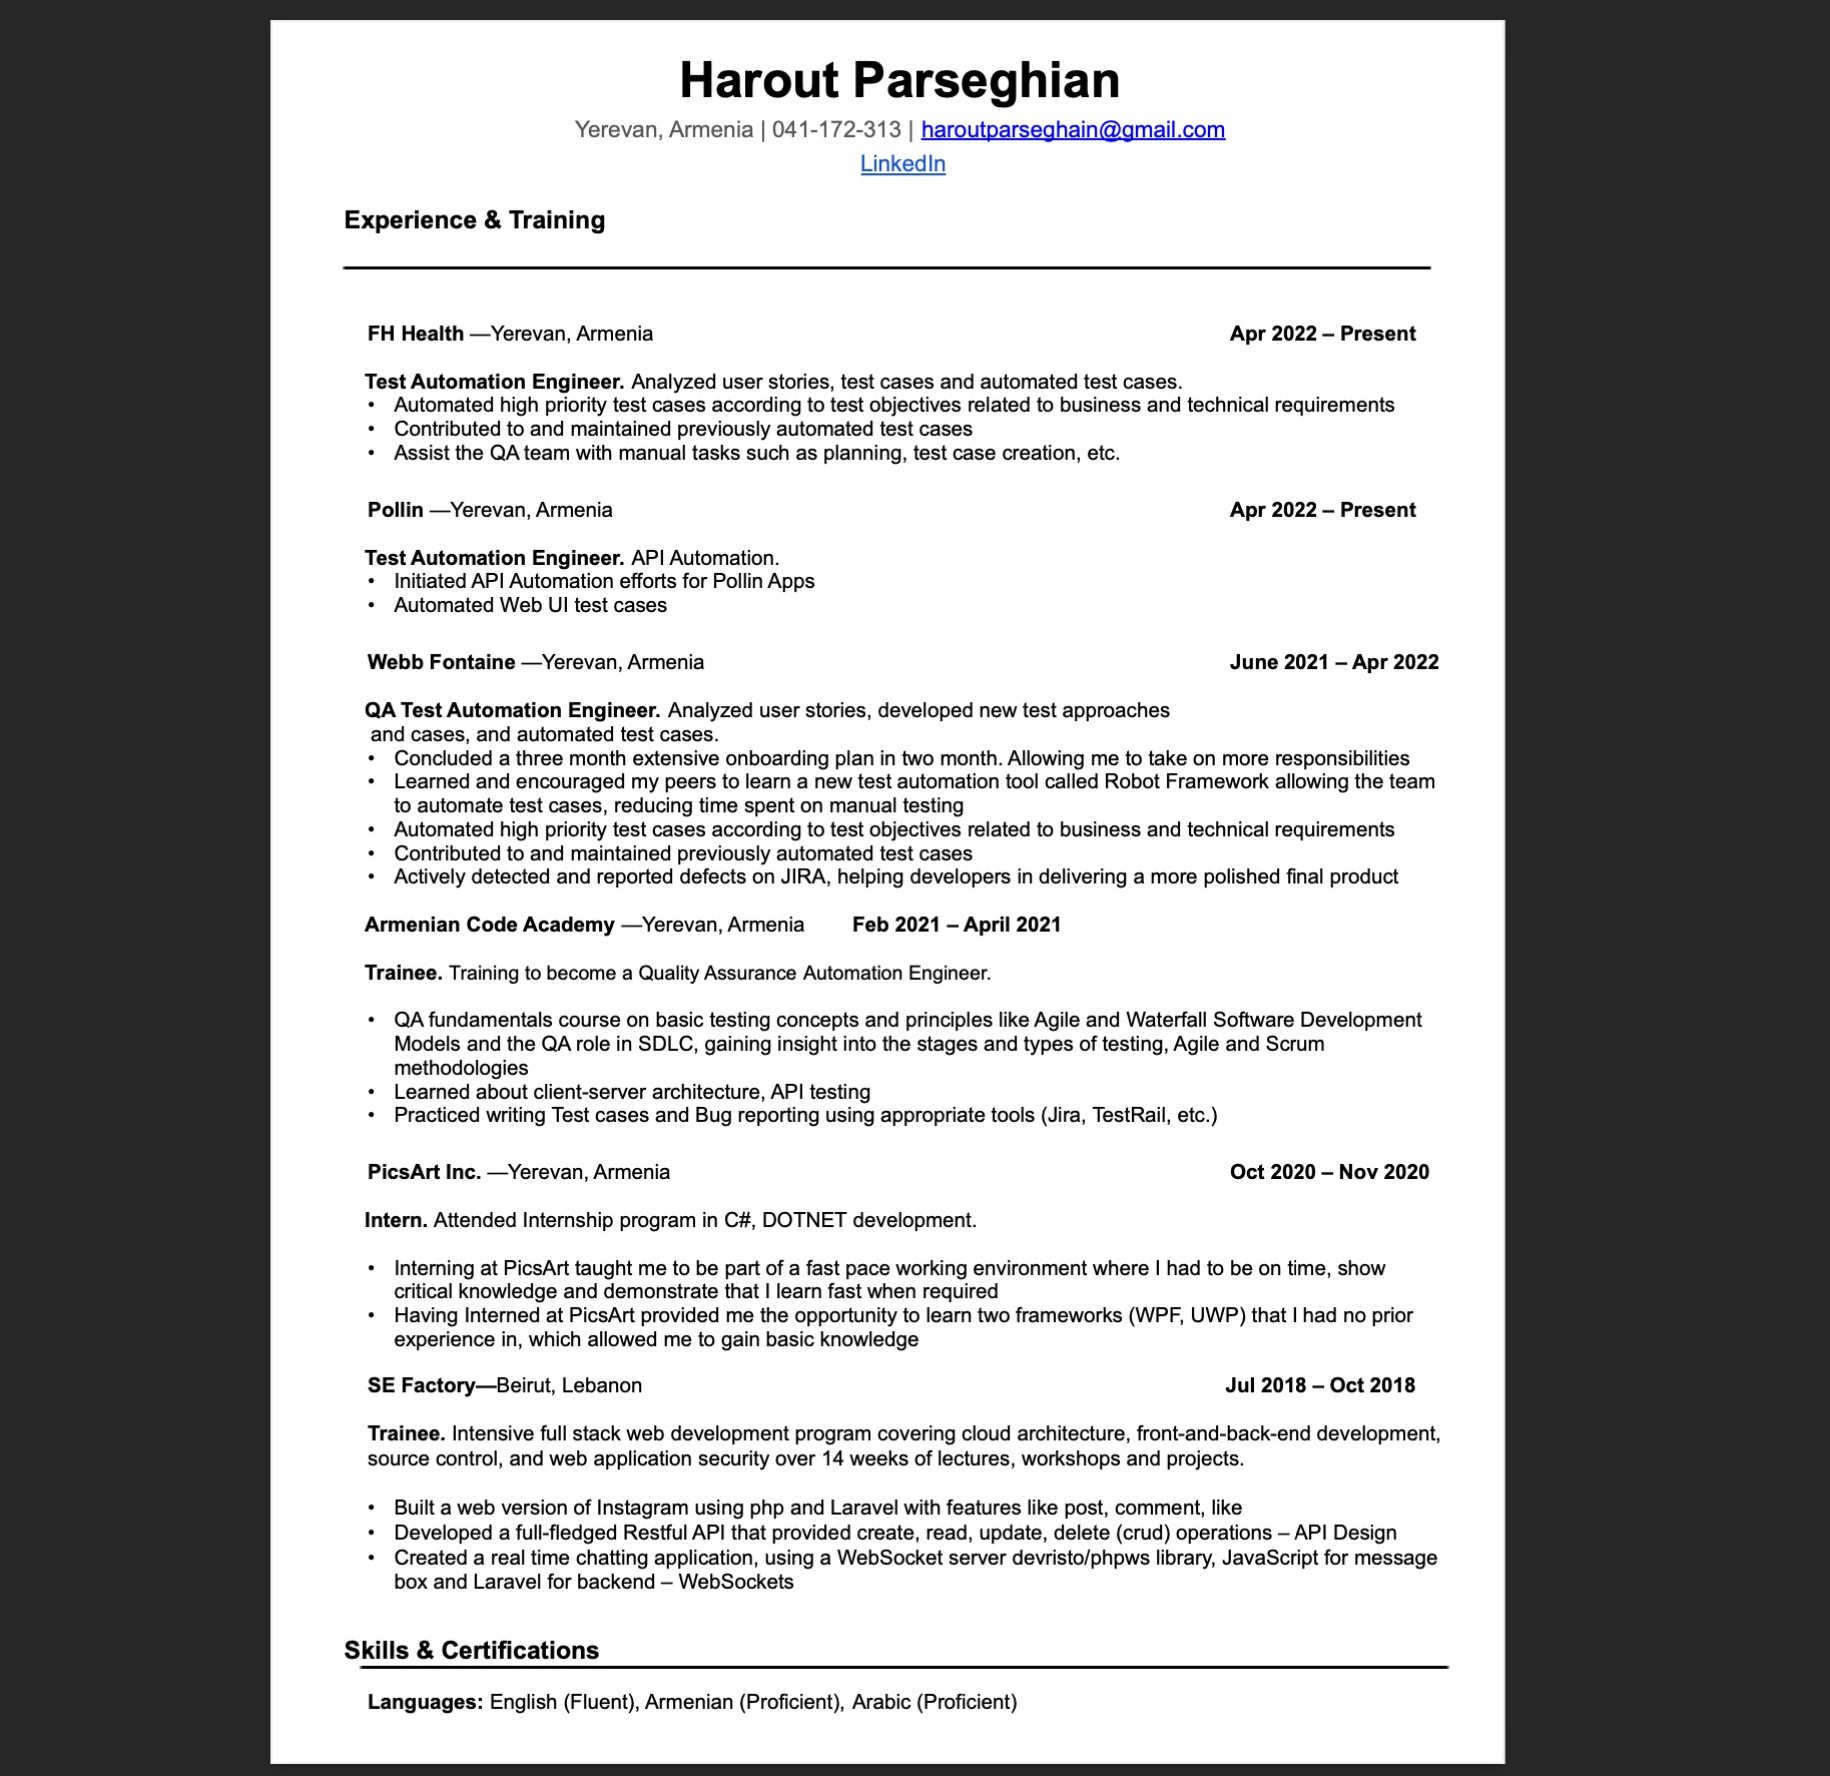 Harout Parseghian
Yerevan, Armenia | 041-172-313 | haroutparseghain@gmail.com
LinkedIn
Experience & Training
FH Health —Yerevan, Armenia Apr 2022 – Present
Test Automation Engineer. Analyzed user stories, test cases and automated test cases.
• Automated high priority test cases according to test objectives related to business and technical requirements
• Contributed to and maintained previously automated test cases
• Assist the QA team with manual tasks such as planning, test case creation, etc.
Pollin —Yerevan, Armenia Apr 2022 – Present
Test Automation Engineer. API Automation.
• Initiated API Automation efforts for Pollin Apps
• Automated Web UI test cases
Webb Fontaine —Yerevan, Armenia June 2021 – Apr 2022
QA Test Automation Engineer. Analyzed user stories, developed new test approaches
and cases, and automated test cases.
• Concluded a three month extensive onboarding plan in two month. Allowing me to take on more responsibilities
• Learned and encouraged my peers to learn a new test automation tool called Robot Framework allowing the team
to automate test cases, reducing time spent on manual testing
• Automated high priority test cases according to test objectives related to business and technical requirements
• Contributed to and maintained previously automated test cases
• Actively detected and reported defects on JIRA, helping developers in delivering a more polished final product
Armenian Code Academy —Yerevan, Armenia Feb 2021 – April 2021
Trainee. Training to become a Quality Assurance Automation Engineer.
• QA fundamentals course on basic testing concepts and principles like Agile and Waterfall Software Development
Models and the QA role in SDLC, gaining insight into the stages and types of testing, Agile and Scrum
methodologies
• Learned about client-server architecture, API testing
• Practiced writing Test cases and Bug reporting using appropriate tools (Jira, TestRail, etc.)
PicsArt Inc. —Yerevan, Armenia Oct 2020 – Nov 2020
Intern. Attended Internship program in C#, DOTNET development.
• Interning at PicsArt taught me to be part of a fast pace working environment where I had to be on time, show
critical knowledge and demonstrate that I learn fast when required
• Having Interned at PicsArt provided me the opportunity to learn two frameworks (WPF, UWP) that I had no prior
experience in, which allowed me to gain basic knowledge
SE Factory—Beirut, Lebanon Jul 2018 – Oct 2018
Trainee. Intensive full stack web development program covering cloud architecture, front-and-back-end development,
source control, and web application security over 14 weeks of lectures, workshops and projects.
• Built a web version of Instagram using php and Laravel with features like post, comment, like
• Developed a full-fledged Restful API that provided create, read, update, delete (crud) operations – API Design
• Created a real time chatting application, using a WebSocket server devristo/phpws library, JavaScript for message
box and Laravel for backend – WebSockets
Skills & Certifications
Languages: English (Fluent), Armenian (Proficient), Arabic (Proficient)